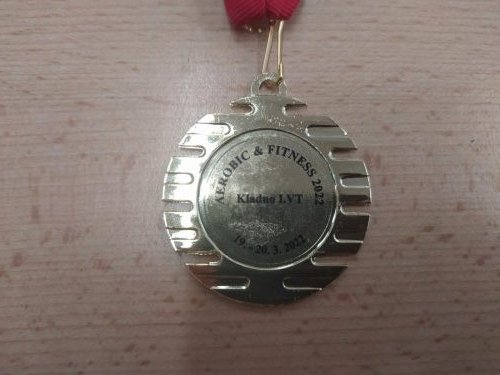 AEROBIC & FITNESS 2022
Kladno LVT
19. - 20. 3. 2022